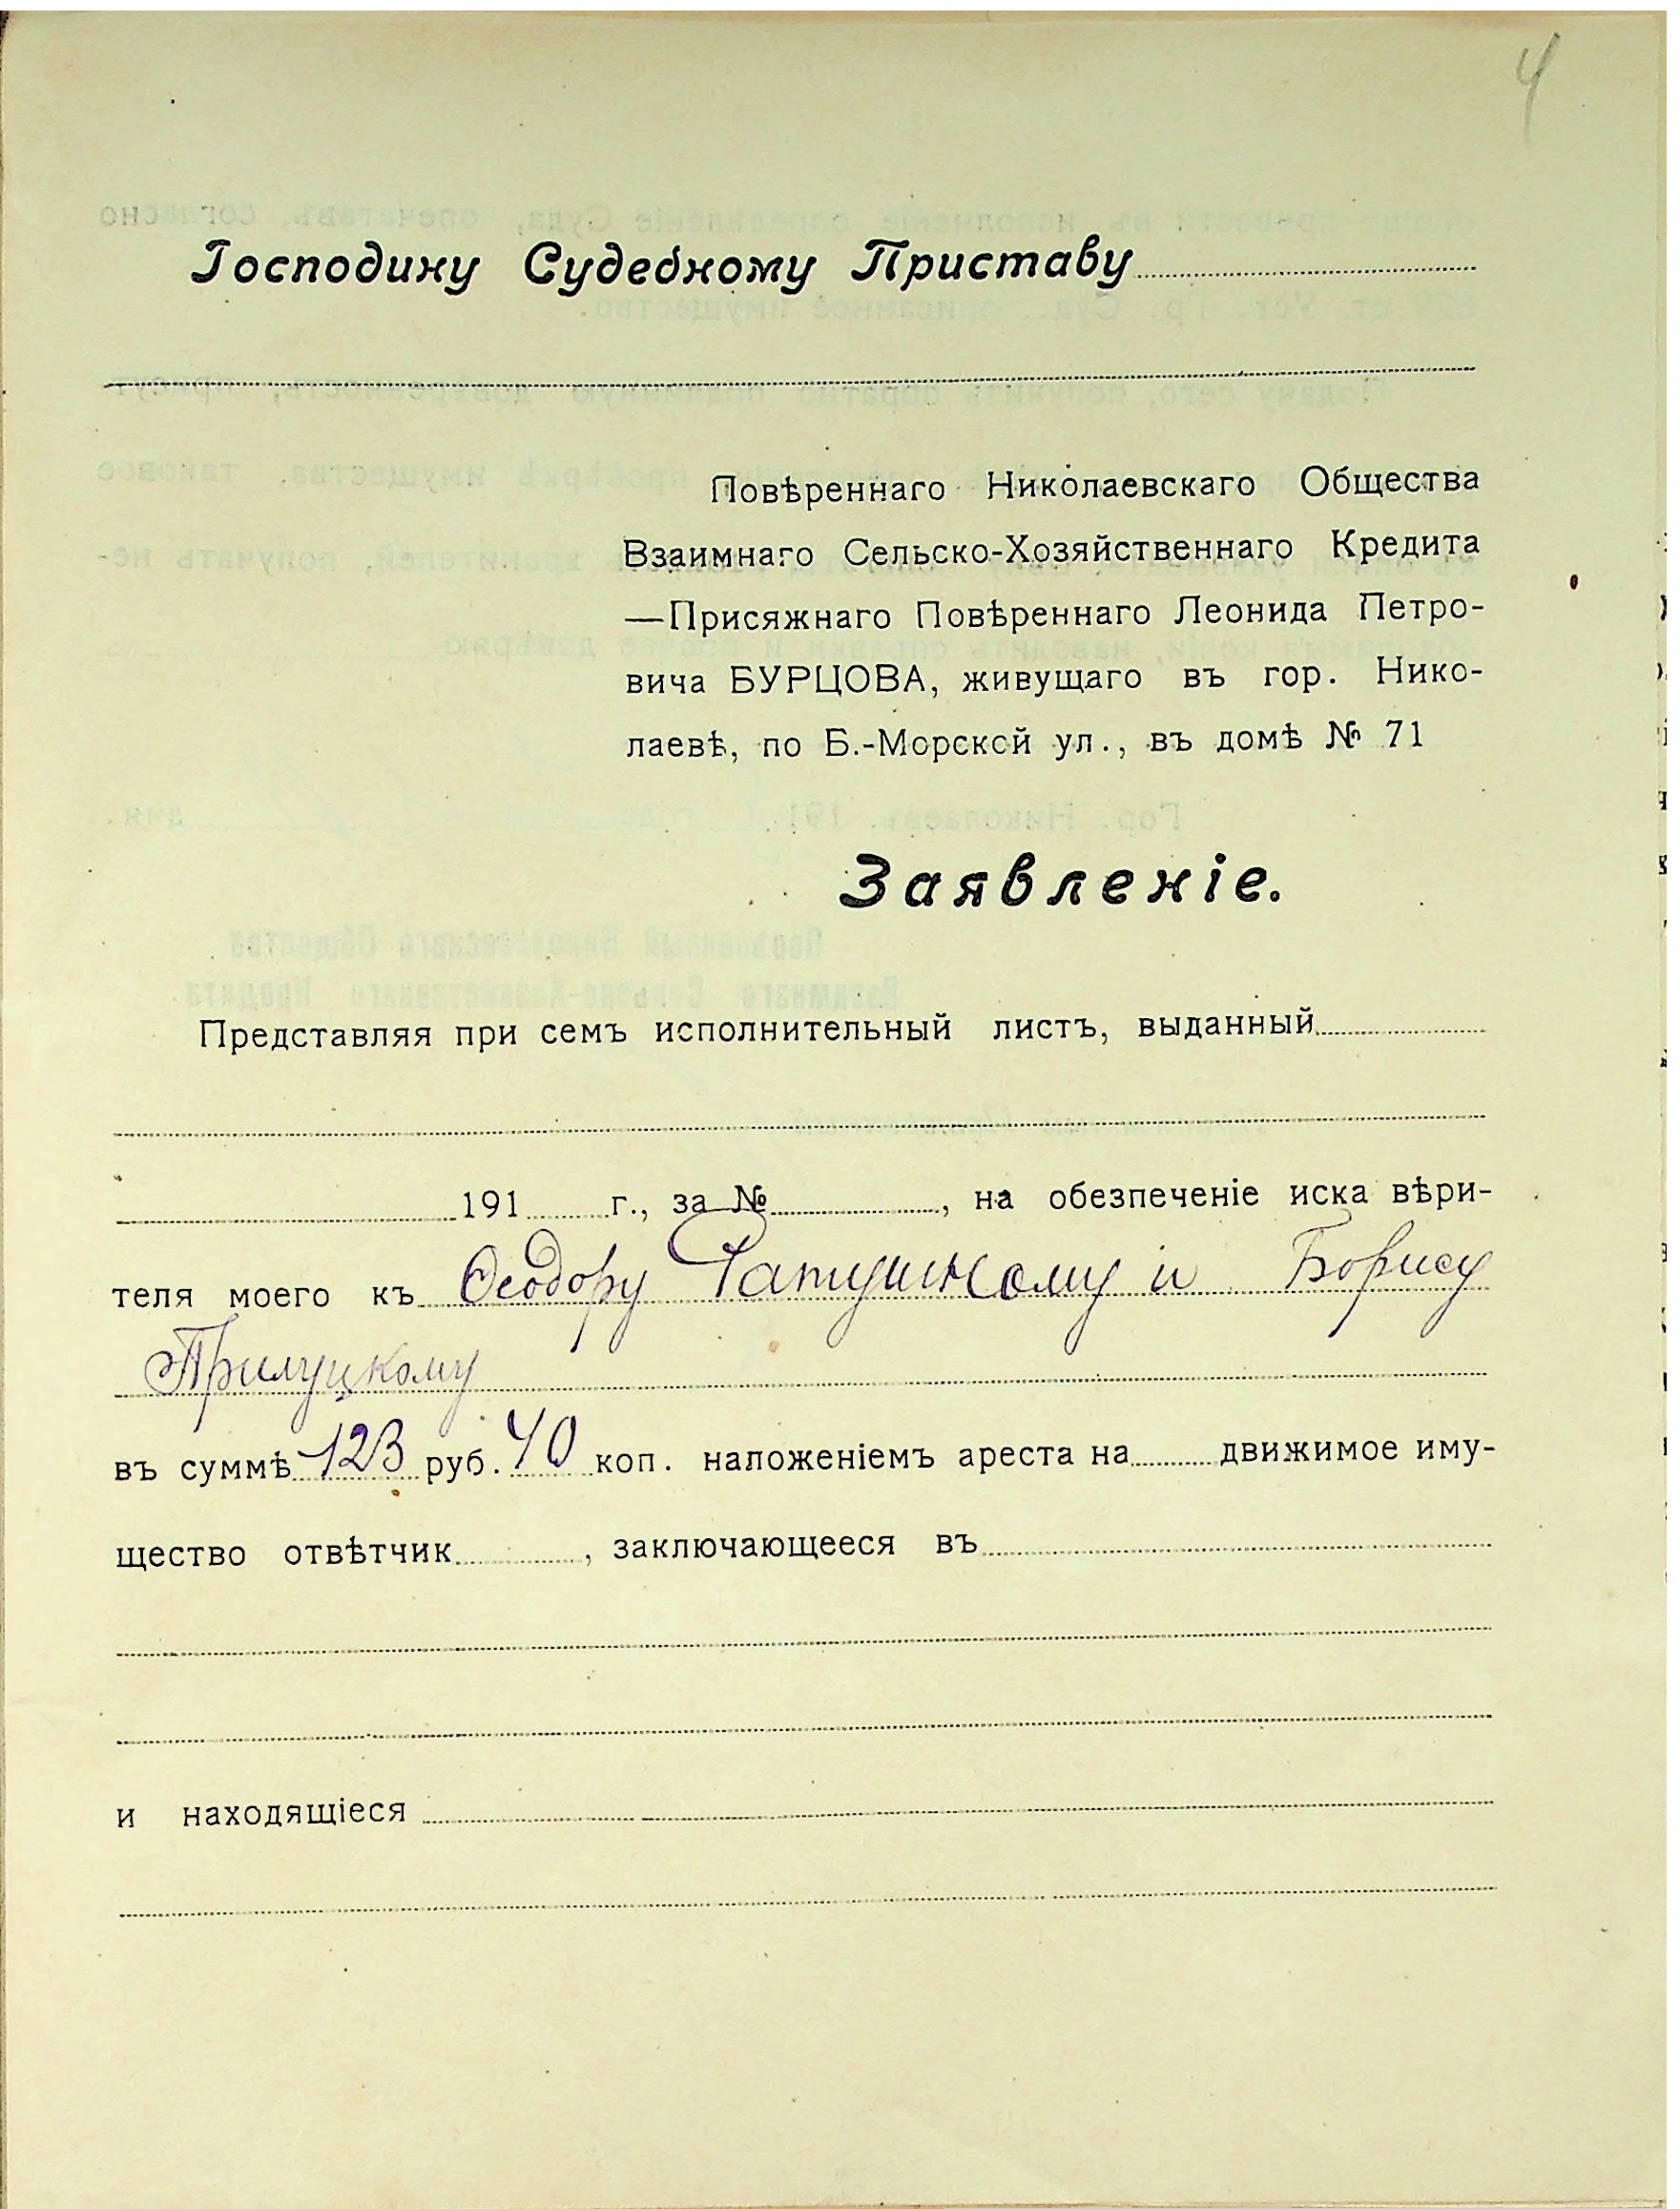 4
Господину Судебному Приставу
Повѣреннаго Николаевскаго Общества
Взаимнаго Сельско-Хозяйственнаго Кредита
—Присяжнаго Повѣреннаго Леонида Петро-
вича БУРЦОВА, живущаго въ гор. Нико-
лаевѣ, по Б.-Морской ул., въ домѣ № 71
Заявленіе.
Представляя при семъ исполнительный листъ, выданный
191 г., за №, на обезпеченіе иска вѣри-
теля моего къ Ѳеодору Ратушному и Борису
Прилуцкому
въ суммѣ 123 руб. 40 коп. наложеніемъ ареста на движимое иму-
щество отвѣтчик, заключающееся въ
и находящіеся